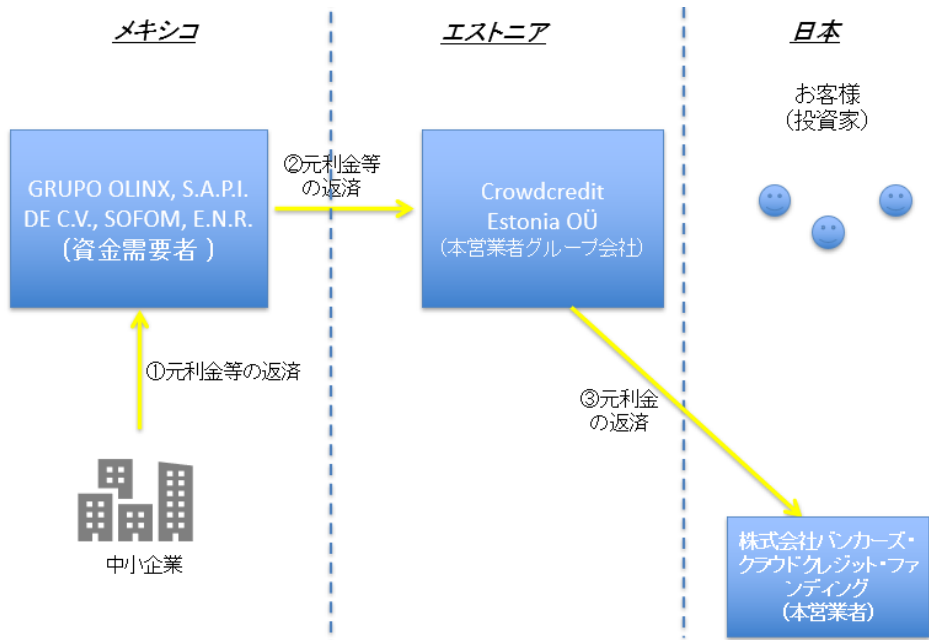 メキシコ
エストニア
日本
お客様
（投資家）
GRUPO OLINX, S.A.P.I.
DE C.V., SOFOM, E.N.R.
（資金需要者 ）
②元利金等
の返済
Crowdcredit
Estonia OÜ
（本営業者グループ会社）
①元利金等の返済
③元利金
の返済
中小企業
株式会社バンカーズ・
クラウドクレジット・ファ
ンディング
（本営業者）